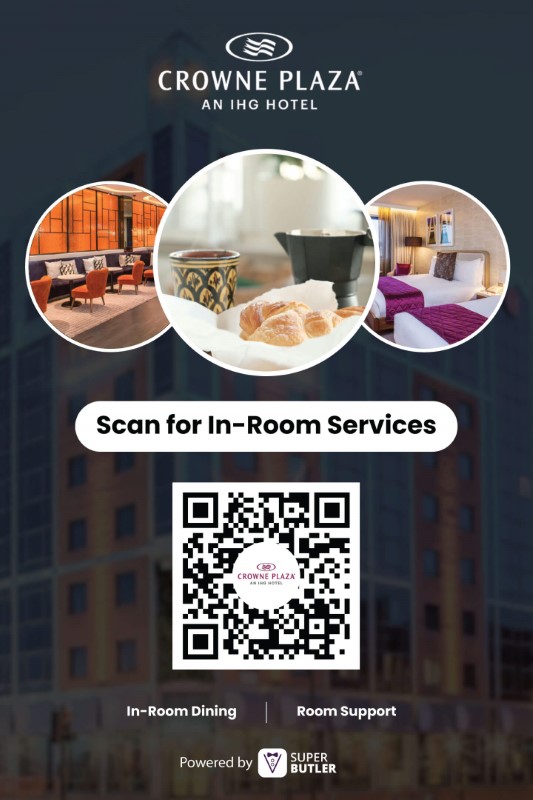 CROWNE PLAZA®
AN IHG HOTEL
Scan for In-Room Services
CROWNE PLAZA
AN IHG HOTEL
In-Room Dining | Room Support
Powered by SUPER
BUTLER